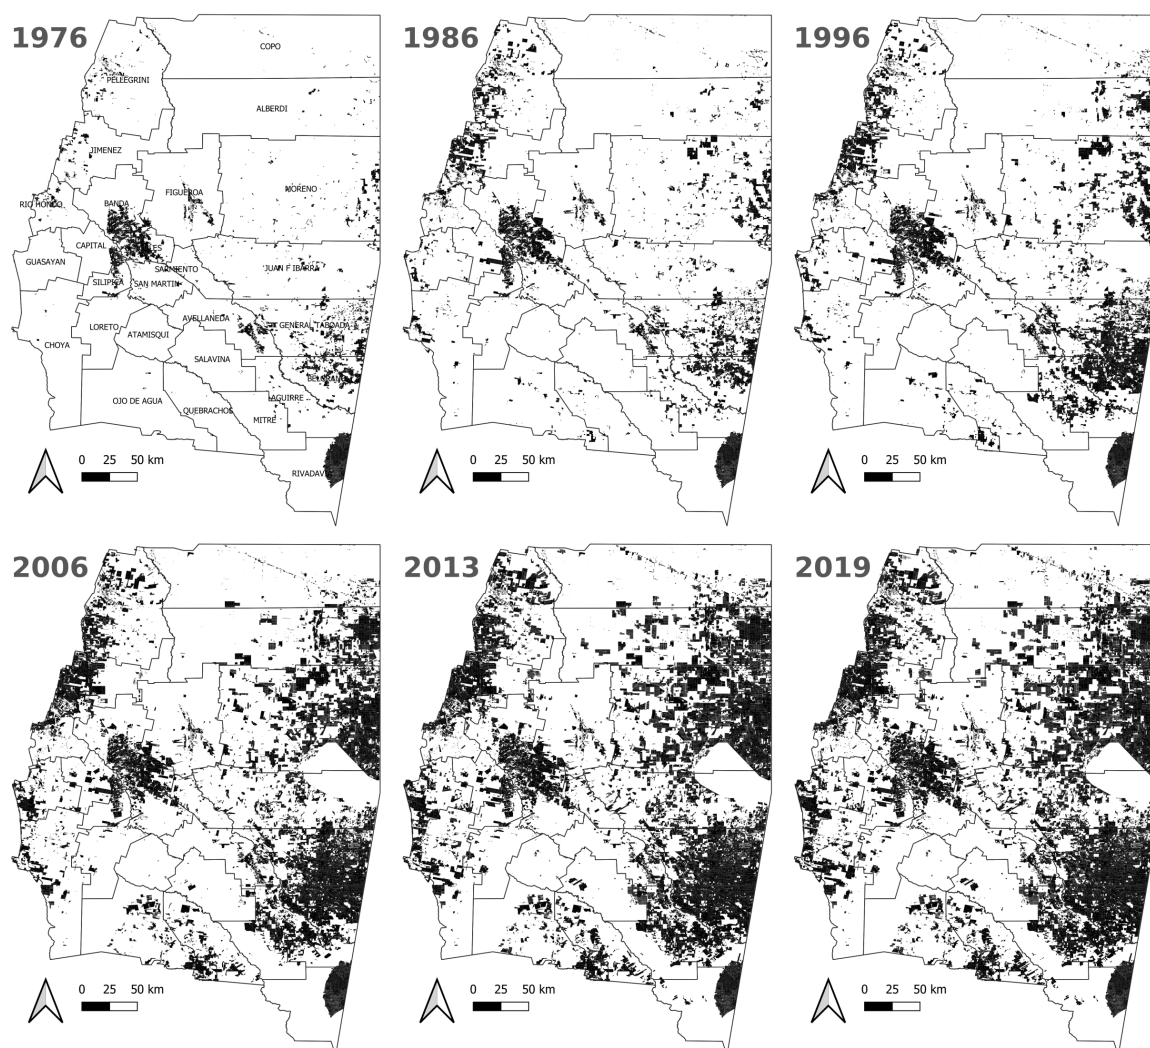 1976
1986
1996
COPO
PELLEGRINI
ALBERDI
JIMENEZ
MORENO
FIGUEROA
RIO HONDO
BANDA
CAPITAL
GUASAYAN
SARMIENTO
JUAN F IBARRA
SILIPICA
SAN MARTIN
AVELLANEDA
LORETO
GENERAL TABOADA
ATAMISQUI
CHOYA
SALAVINA
BELGRANO
OJO DE AGUA
AGUIRRE
QUEBRACHOS
MITRE
RIVADAVIA
0 25 50 km
0 25 50 km
0 25 50 km
2006
2013
2019
0 25 50 km
0 25 50 km
0 25 50 km